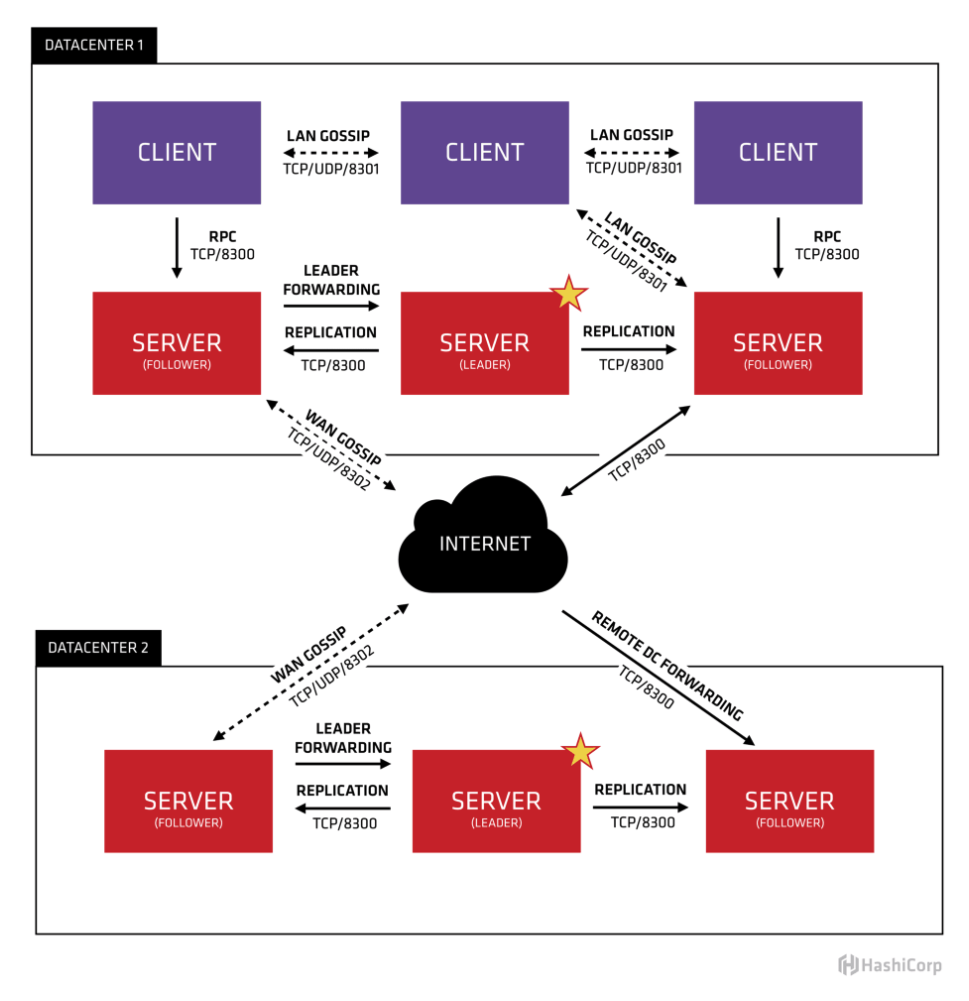 DATACENTER 1
CLIENT
LAN GOSSIP
TCP/UDP/8301
CLIENT
LAN GOSSIP
TCP/UDP/8301
CLIENT
RPC
TCP/8300
LAN GOSSIP
TCP/UDP/8301
RPC
TCP/8300
SERVER
(FOLLOWER)
LEADER
FORWARDING
REPLICATION
TCP/8300
SERVER
(LEADER)
REPLICATION
TCP/8300
SERVER
(FOLLOWER)
WAN GOSSIP
TCP/UDP/8302
TCP/8300
INTERNET
DATACENTER 2
WAN GOSSIP
TCP/UDP/8302
REMOTE DC FORWARDING
TCP/8300
SERVER
(FOLLOWER)
LEADER
FORWARDING
REPLICATION
TCP/8300
SERVER
(LEADER)
REPLICATION
TCP/8300
SERVER
(FOLLOWER)
HashiCorp